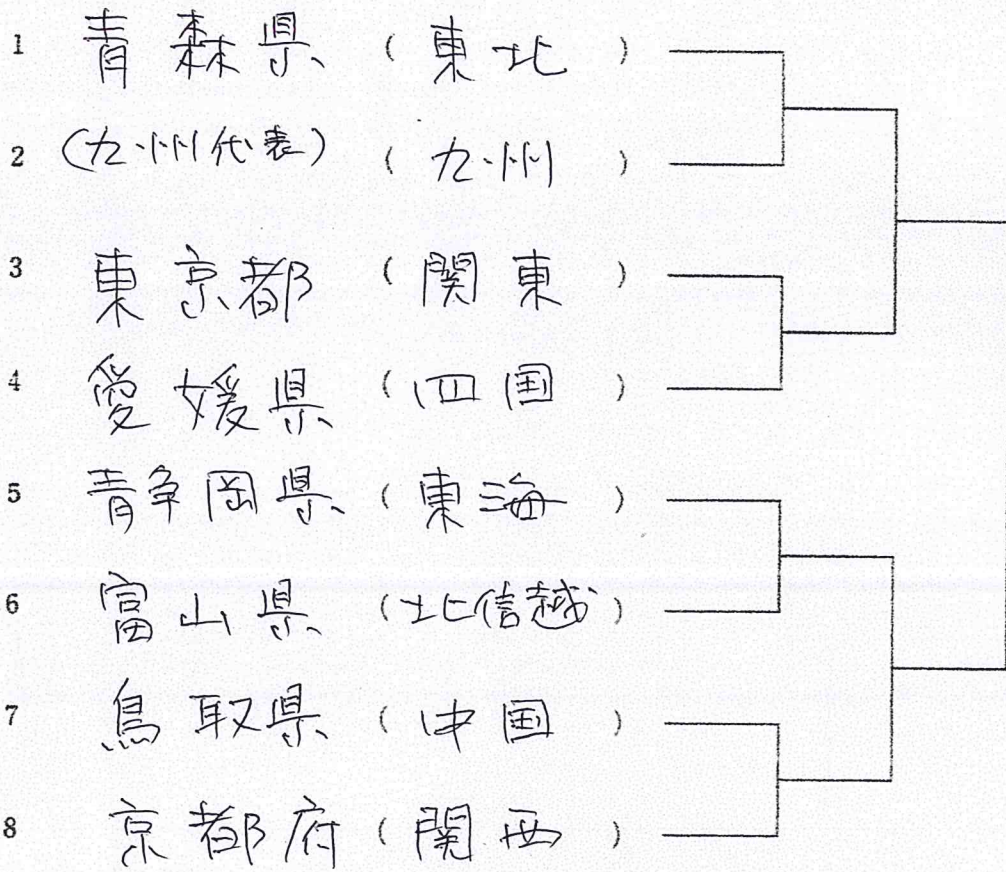 1 青森県 (東北)
2 (九州代表) (九州)
3 東京都 (関東)
4 愛媛県 (四国)
5 静岡県 (東海)
6 富山県 (北信越)
7 鳥取県 (中国)
8 京都府 (関西)